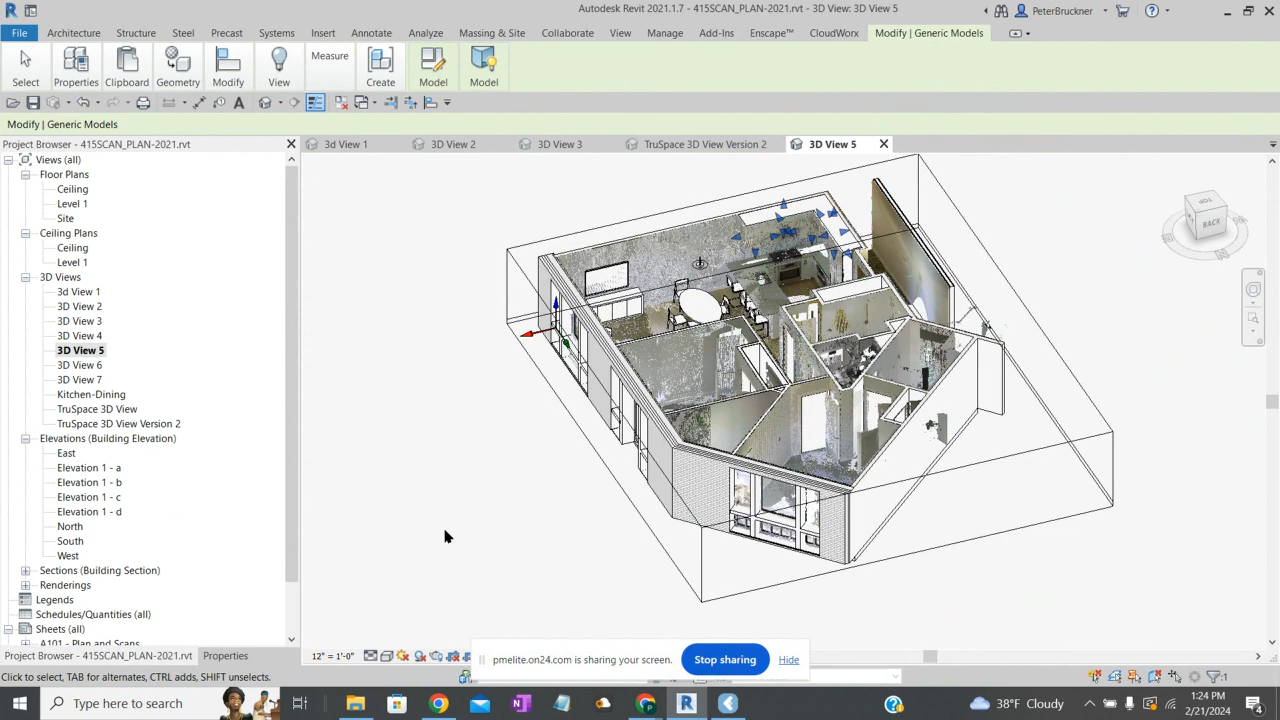 Autodesk Revit 2021.1.7 - 415SCAN_PLAN-2021.rvt - 3D View: 3D View 5
PeterBruckner
File Architecture Structure Steel Precast Systems Insert Annotate Analyze Massing & Site Collaborate View Manage Add-Ins Enscape™ CloudWorx Modify | Generic Models
Select Properties Clipboard Geometry Modify View Measure Create Model Model
Modify | Generic Models
Project Browser - 415SCAN_PLAN-2021.rvt
3d View 1 3D View 2 3D View 3 TruSpace 3D View Version 2 3D View 5
Views (all)
Floor Plans
Ceiling
Level 1
Site
Ceiling Plans
Ceiling
Level 1
3D Views
3d View 1
3D View 2
3D View 3
3D View 4
3D View 5
3D View 6
3D View 7
Kitchen-Dining
TruSpace 3D View
TruSpace 3D View Version 2
Elevations (Building Elevation)
East
Elevation 1 - a
Elevation 1 - b
Elevation 1 - c
Elevation 1 - d
North
South
West
Sections (Building Section)
Renderings
Legends
Schedules/Quantities (all)
Sheets (all)
A101 - Plan and Scans
TOP
BACK
Project Browser - 415SCAN_PLAN-2021.rvt Properties
12" = 1'-0"
pmelite.on24.com is sharing your screen. Stop sharing Hide
Click to select, TAB for alternates, CTRL adds, SHIFT unselects.
:1
Type here to search
38°F Cloudy
1:24 PM
2/21/2024
4